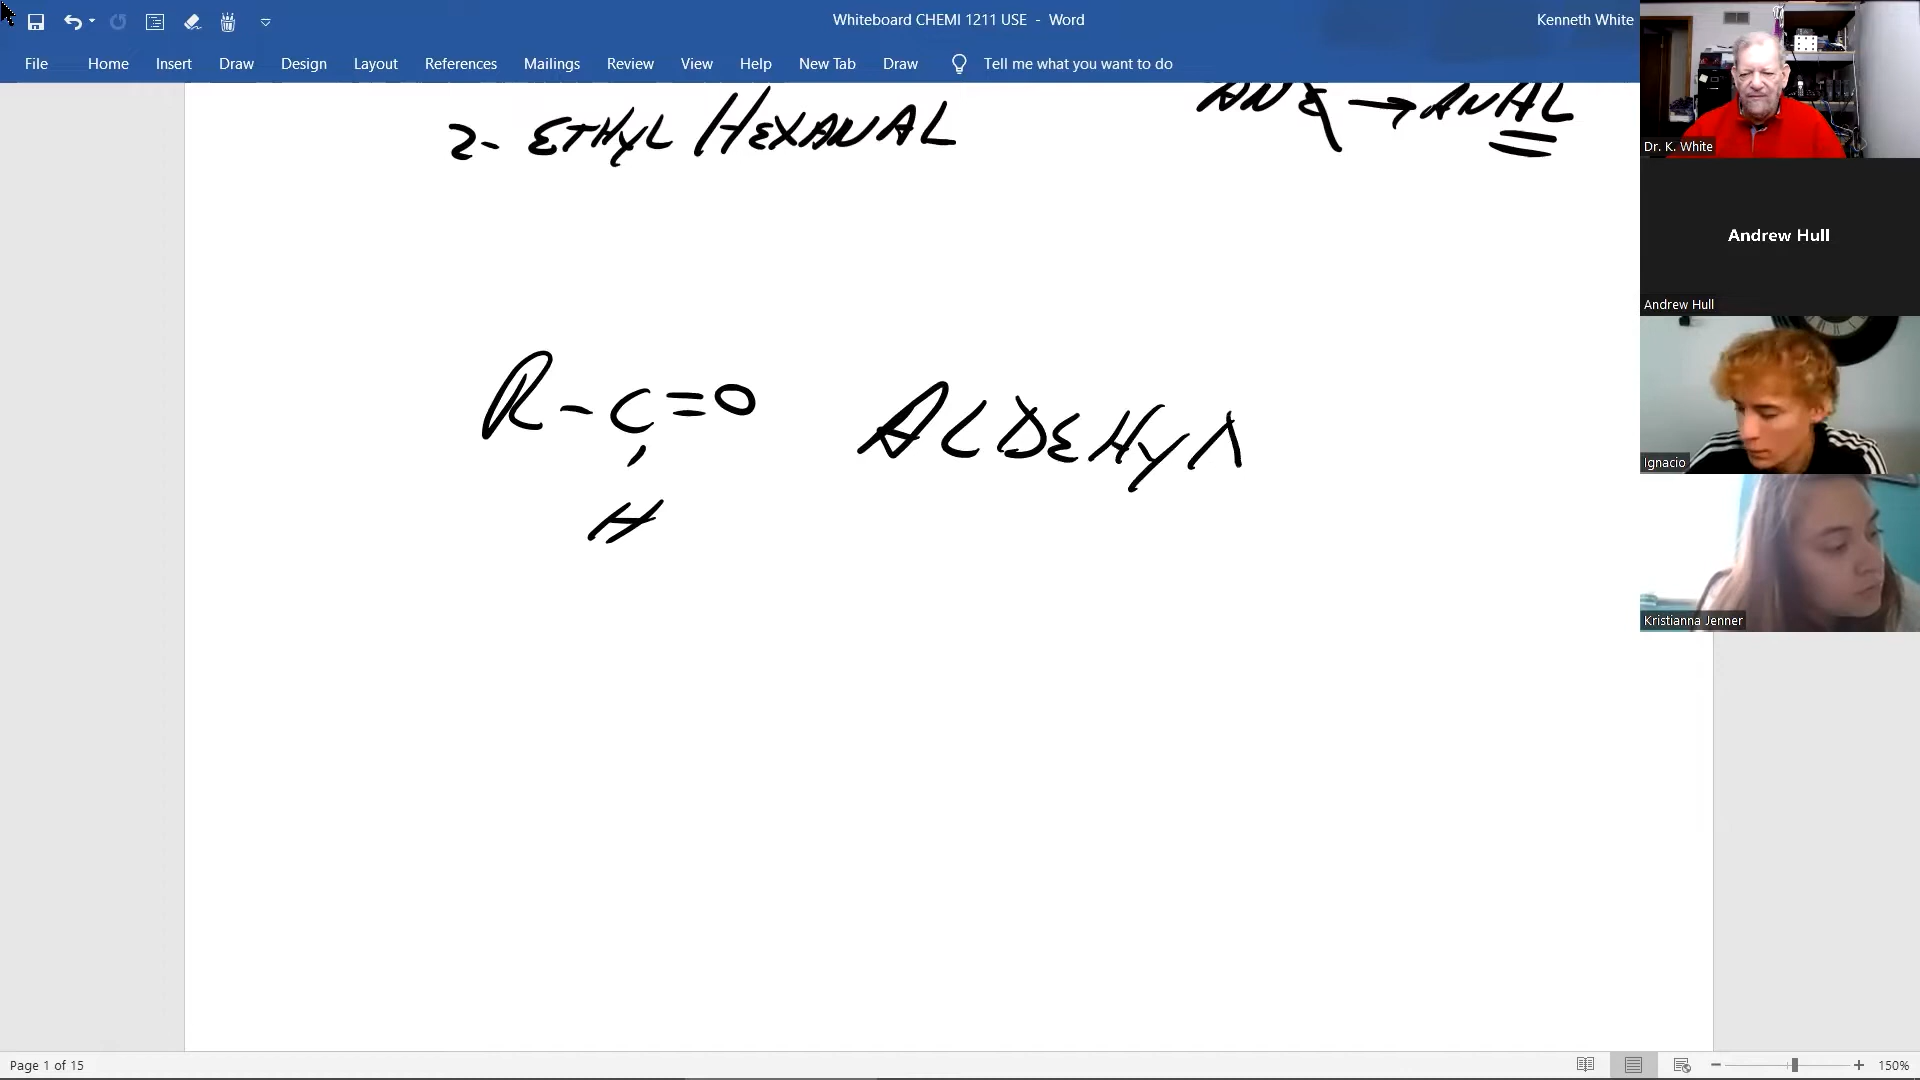 Whiteboard CHEMI 1211 USE - Word
Kenneth White
File Home Insert Draw Design Layout References Mailings Review View Help New Tab Draw Tell me what you want to do
2- ETHYL HEXANAL
ANE → ANAL
R-C=O
H
ALDEHY
Dr. K. White
Andrew Hull
Andrew Hull
Ignacio
Kristianna Jenner
Page 1 of 15
150%